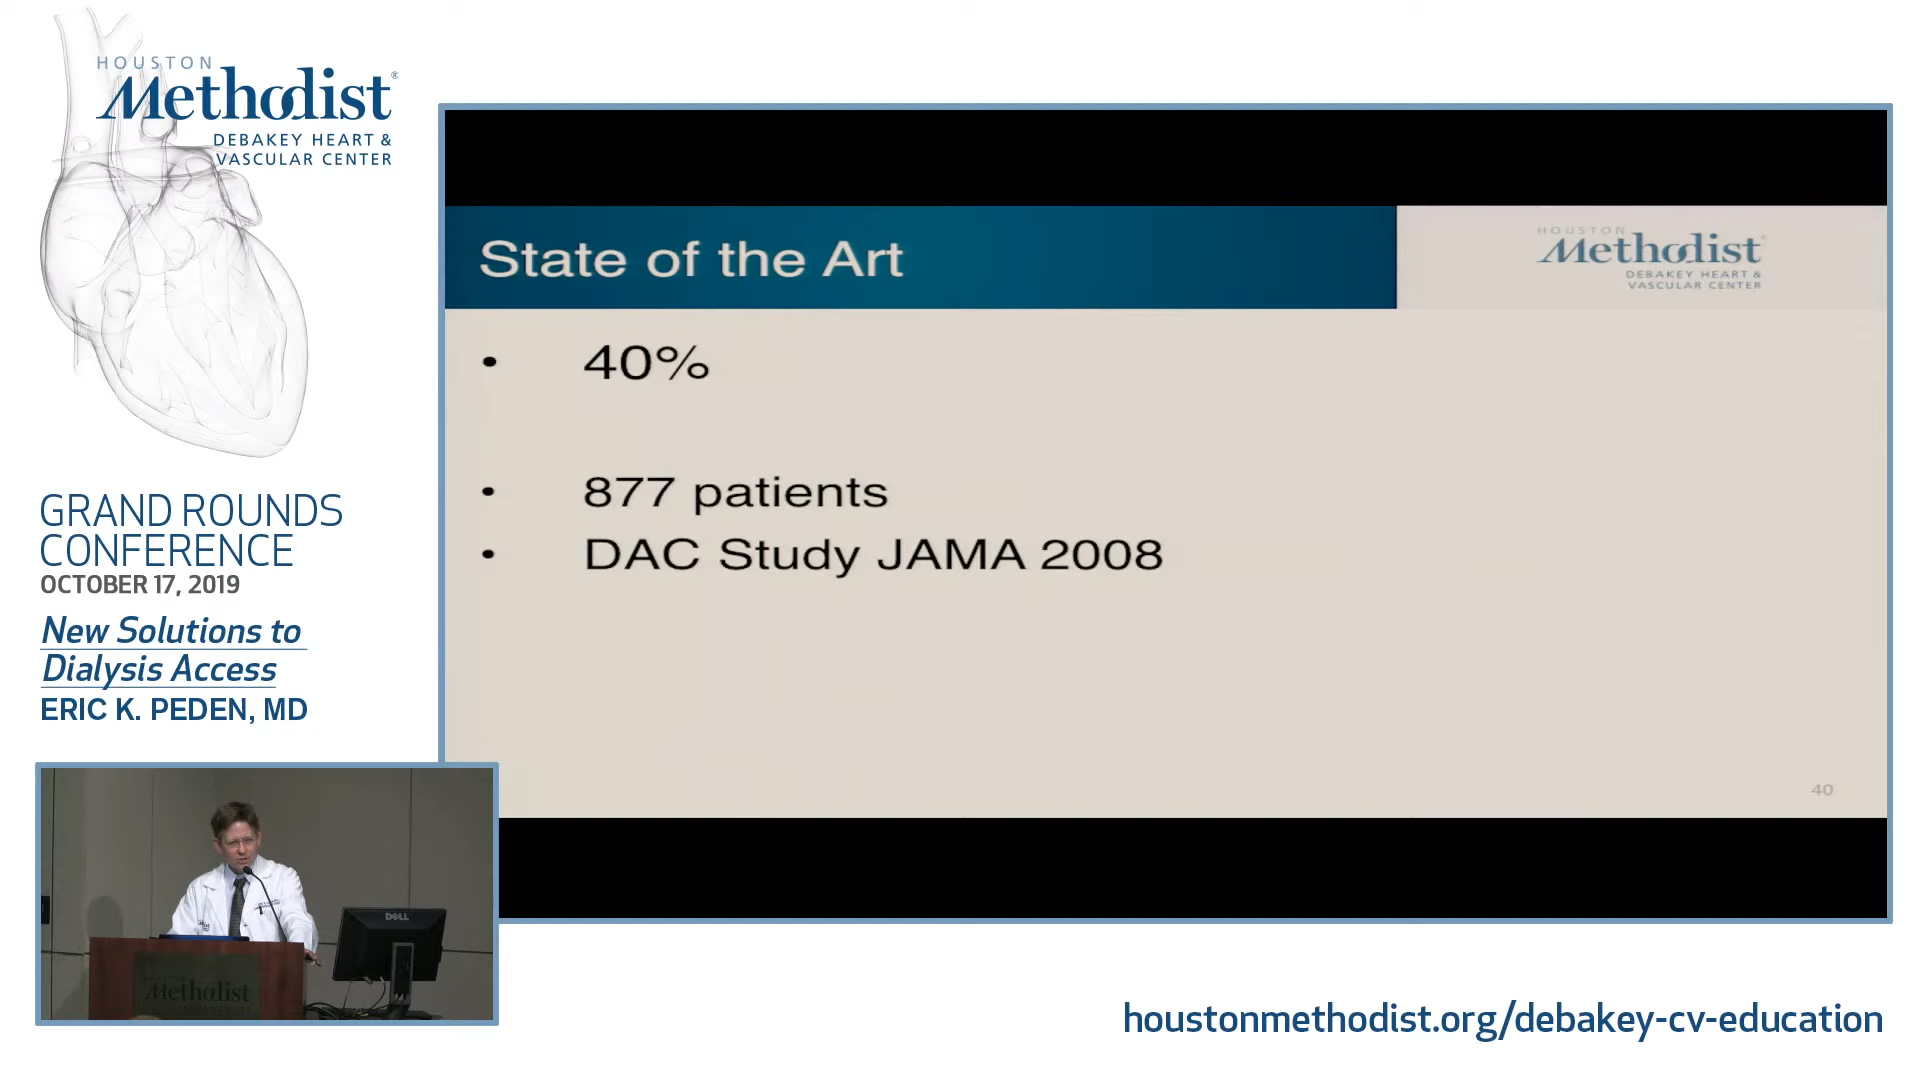 HOUSTON
Methodist®
DEBAKEY HEART &
VASCULAR CENTER
GRAND ROUNDS
CONFERENCE
OCTOBER 17, 2019
New Solutions to
Dialysis Access
ERIC K. PEDEN, MD
State of the Art
HOUSTON
Methodist
DEBAKEY HEART &
VASCULAR CENTER
• 40%
• 877 patients
• DAC Study JAMA 2008
40
DELL
Methodist
houstonmethodist.org/debakey-cv-education